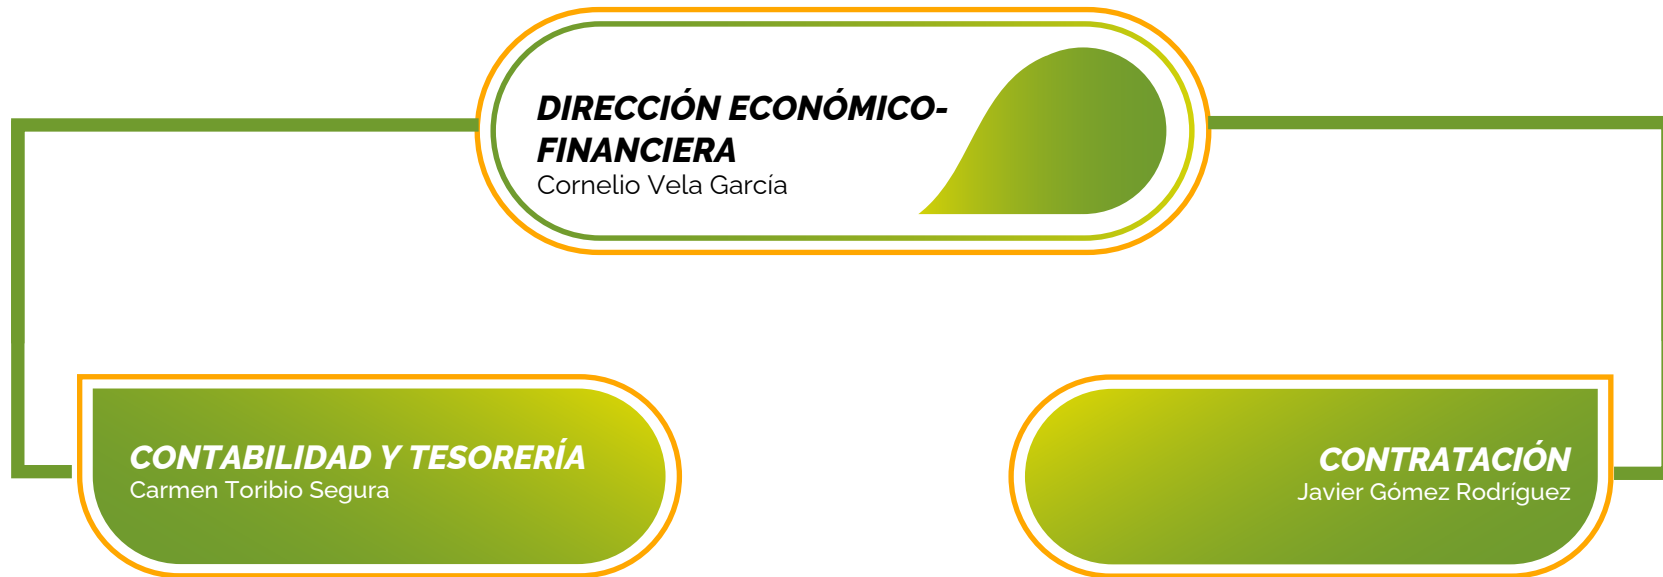 DIRECCIÓN ECONÓMICO-
FINANCIERA
Cornelio Vela García
CONTABILIDAD Y TESORERÍA
Carmen Toribio Segura
CONTRATACIÓN
Javier Gómez Rodríguez